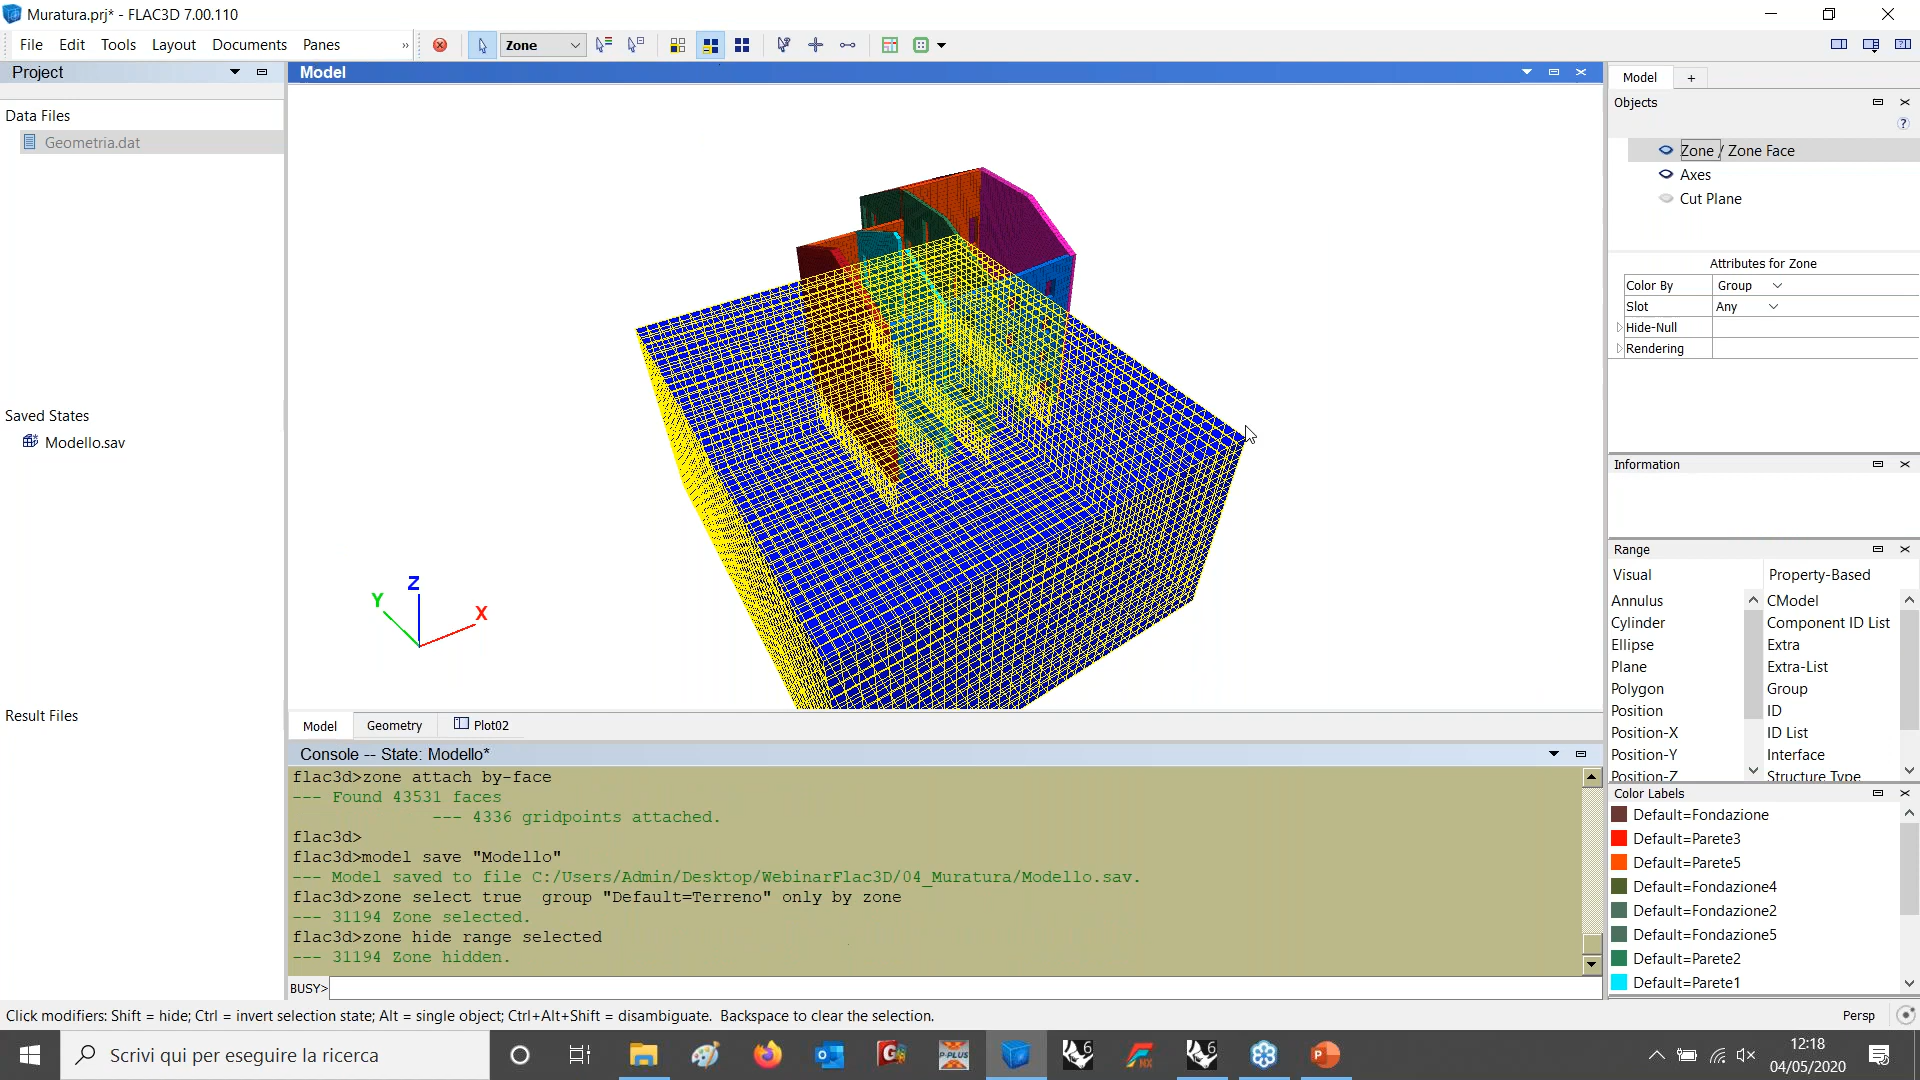 Muratura.prj* - FLAC3D 7.00.110
File Edit Tools Layout Documents Panes »
Zone
Project
Data Files
Geometria.dat
Saved States
Modello.sav
Result Files
Model
Z
Y
X
Model Geometry Plot02
Console -- State: Modello*
flac3d>zone attach by-face
--- Found 43531 faces
--- 4336 gridpoints attached.
flac3d>
flac3d>model save "Modello"
--- Model saved to file C:/Users/Admin/Desktop/WebinarFlac3D/04_Muratura/Modello.sav.
flac3d>zone select true  group "Default=Terreno" only by zone
--- 31194 Zone selected.
flac3d>zone hide range selected
--- 31194 Zone hidden.
BUSY>
Model +
Objects
?
Zone / Zone Face
Axes
Cut Plane
Attributes for Zone
Color By Group
Slot Any
Hide-Null
Rendering
Information
Range
Visual Property-Based
Annulus CModel
Cylinder Component ID List
Ellipse Extra
Plane Extra-List
Polygon Group
Position ID
Position-X ID List
Position-Y Interface
Position-Z Structure Type
Color Labels
Default=Fondazione
Default=Parete3
Default=Parete5
Default=Fondazione4
Default=Fondazione2
Default=Fondazione5
Default=Parete2
Default=Parete1
Click modifiers: Shift = hide; Ctrl = invert selection state; Alt = single object; Ctrl+Alt+Shift = disambiguate.  Backspace to clear the selection.
Persp
Scrivi qui per eseguire la ricerca
P-PLUS
6
NX
6
12:18
04/05/2020